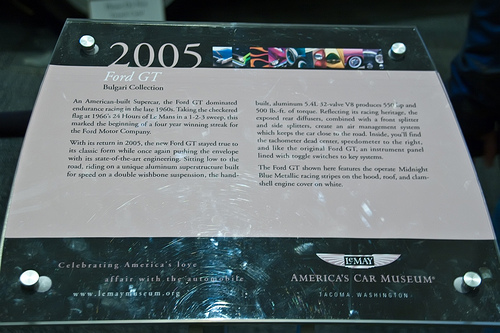 2005
Ford GT
Bulgari Collection
An American-built Supercar, the Ford GT dominated
endurance racing in the late 1960s. Taking the checkered
flag at 1966's 24 Hours of Le Mans in a 1-2-3 sweep, this
marked the beginning of a four year winning streak for
the Ford Motor Company.
With its return in 2005, the new Ford GT stayed true to
its classic form while once again pushing the envelope
with its state-of-the-art engineering. Sitting low to the
road, riding on a unique aluminum superstructure built
for speed on a double wishbone suspension, the hand-
built, aluminum 5.4L 32-valve V8 produces 550 hp and
500 lb.-ft. of torque. Reflecting its racing heritage, the
exposed rear diffusers, combined with a front splitter
and side splitters, create an air management system
which keeps the car close to the road. Inside, you'll find
the tachometer dead center, speedometer to the right,
and like the original Ford GT, an instrument panel
lined with toggle switches to key systems.
The Ford GT shown here features the operate Midnight
Blue Metallic racing stripes on the hood, roof, and clam-
shell engine cover on white.
Celebrating America's love
affair with the automobile
www.lemaymuseum.org
LeMAY
AMERICA'S CAR MUSEUM®
TACOMA, WASHINGTON